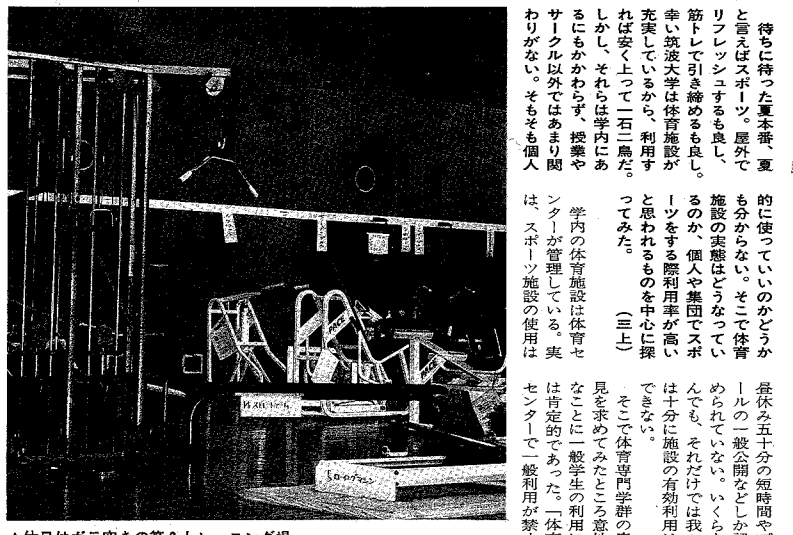 待ちに待った夏本番、夏
と言えばスポーツ。屋外で
リフレッシュするも良し、
筋トレで引き締めるも良し。
幸い筑波大学は体育施設が
充実しているから、利用す
れば安く上って一石二鳥だ。
しかし、それらは学内にあ
るにもかかわらず、授業や
サークル以外ではあまり関
わりがない。そもそも個人
的に使っていいのかどうか
も分からない。そこで体育
施設の実態はどうなってい
るのか、個人や集団でスポ
ーツをする際利用率が高い
と思われるものを中心に探
ってみた。　　（三上）
学内の体育施設は体育セ
ンターが管理している。実
は、スポーツ施設の使用は
昼休み五十分の短時間や
ールの一般公開などしか
められていない。いくら
んでも、それだけでは我
は十分に施設の有効利用
できない。
そこで体育専門学群の
見を求めてみたところ意
なことに一般学生の利用
は肯定的であった。「体
センターで一般利用が禁